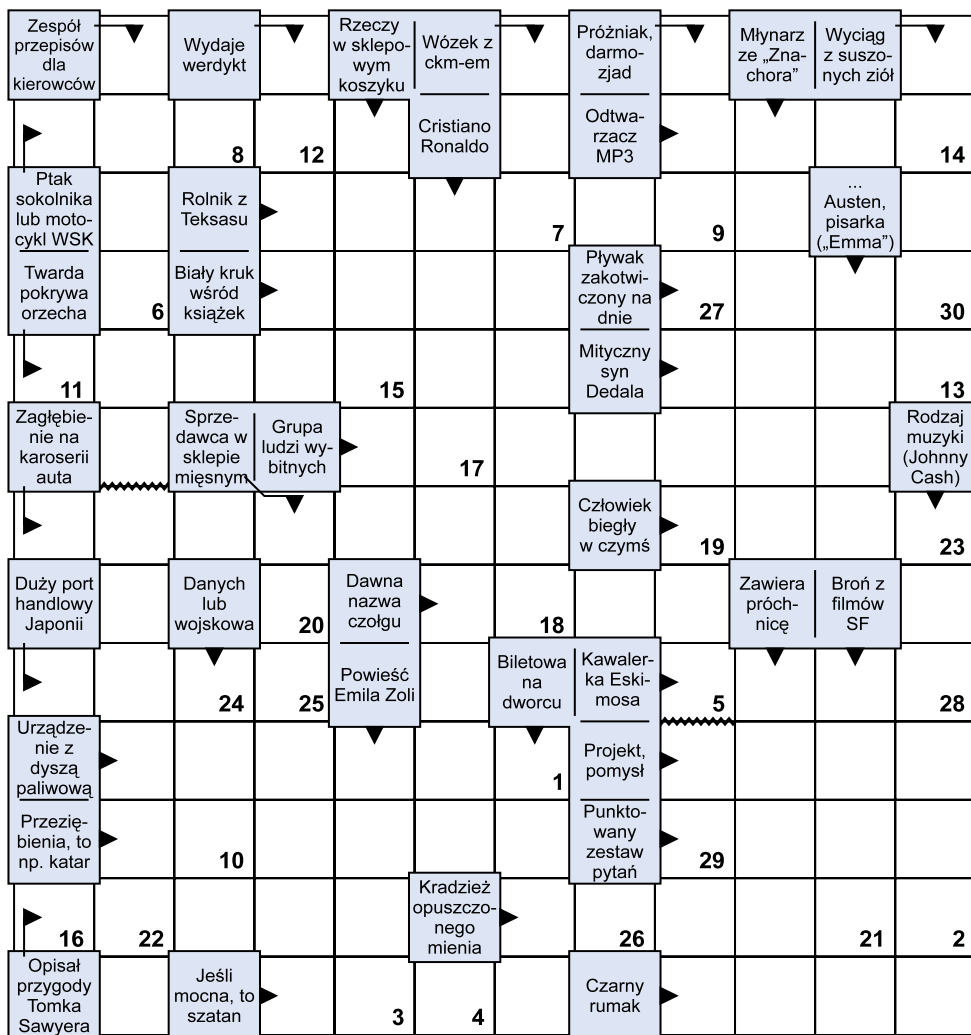 Zespół
przepisów
dla
kierowców
Wydaje
werdykt
Rzeczy
w sklepo-
wym
koszyku
Wózek z
ckm-em
Próżniak,
darmo-
zjad
Młynarz
ze „Zna-
chora”
Wyciąg
z suszo-
nych ziół
Cristiano
Ronaldo
Odtwa-
rzacz
MP3
8
12
14
Ptak
sokolnika
lub moto-
cykl WSK
Rolnik z
Teksasu
7
9
...
Austen,
pisarka
(„Emma”)
Twarda
pokrywa
orzecha
6
Biały kruk
wśród
książek
Pływak
zakotwi-
czony na
dnie
27
30
11
15
Mityczny
syn
Dedala
13
Zagłębie-
nie na
karoserii
auta
Sprze-
dawca w
sklepie
mięsnym
Grupa
ludzi wy-
bitnych
17
Rodzaj
muzyki
(Johnny
Cash)
Człowiek
biegły
w czymś
19
23
Duży port
handlowy
Japonii
Danych
lub
wojskowa
20
Dawna
nazwa
czołgu
18
Zawiera
próch-
nicę
Broń z
filmów
SF
24
25
Powieść
Emila Zoli
Biletowa
na
dworcu
Kawaler-
ka Eski-
mosa
5
28
Urządze-
nie z
dyszą
paliwową
1
Projekt,
pomysł
Przezię-
bienia, to
np. katar
10
Punkto-
wany
zestaw
pytań
29
16
22
Kradzież
opuszczo-
nego
mienia
26
21
2
Opisał
przygody
Tomka
Sawyera
Jeśli
mocna, to
szatan
3
4
Czarny
rumak